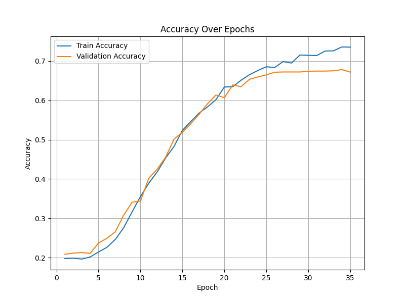 Accuracy Over Epochs
Train Accuracy
Validation Accuracy
0.7
0.6
0.5
0.4
0.3
0.2
Accuracy
0 5 10 15 20 25 30 35
Epoch